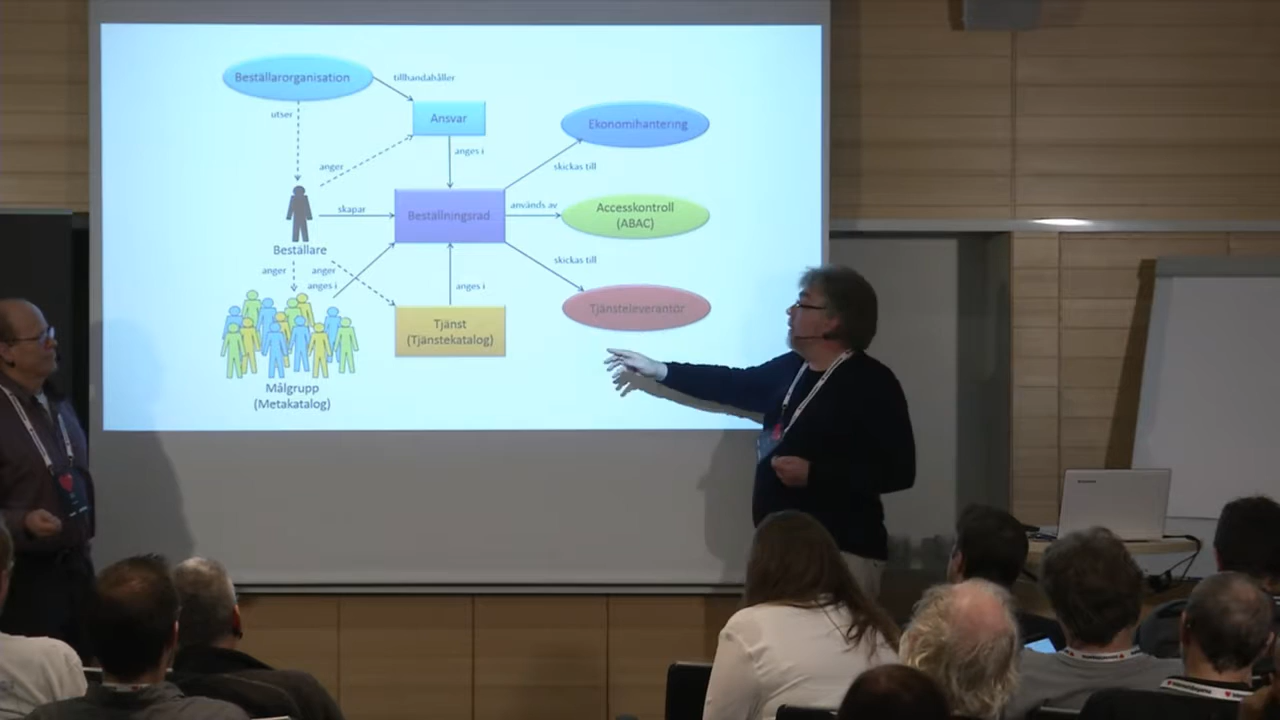 Beställarorganisation
tillhandahåller
utser
Ansvar
Ekonomihantering
anger
anges i
skickas till
skapar
Beställningsrad
används av
Accesskontroll
(ABAC)
Beställare
anger
anger
anges i
anges i
skickas till
Tjänst
(Tjänstekatalog)
Tjänsteleverantör
Målgrupp
(Metakatalog)